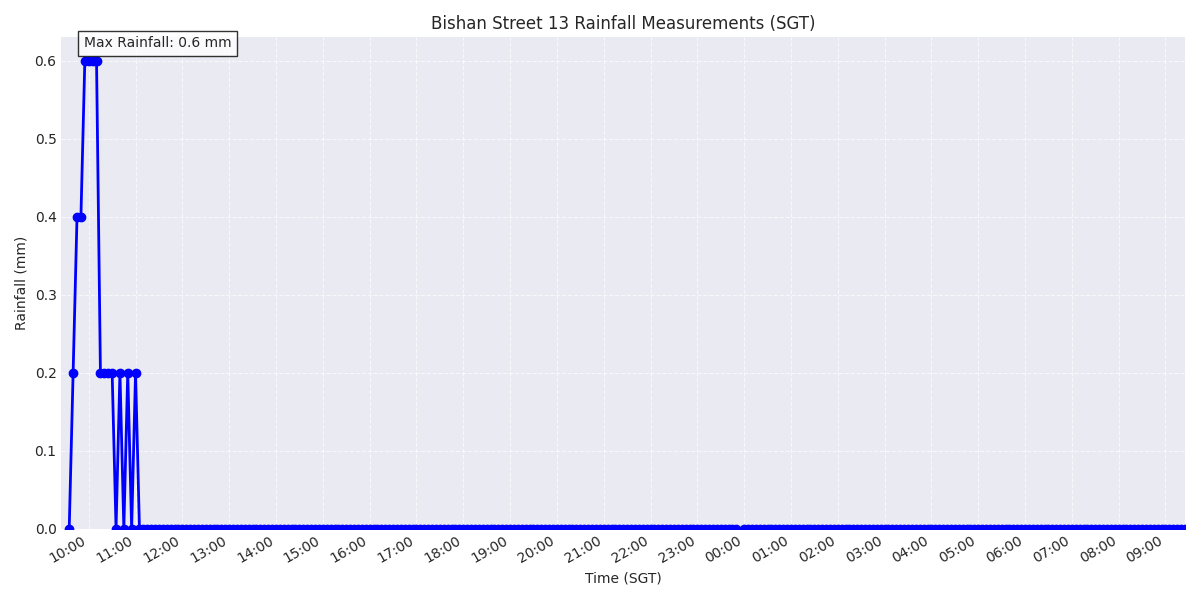 Bishan Street 13 Rainfall Measurements (SGT)
Max Rainfall: 0.6 mm
0.6
0.5
0.4
0.3
0.2
0.1
0.0
Rainfall (mm)
10:00 11:00 12:00 13:00 14:00 15:00 16:00 17:00 18:00 19:00 20:00 21:00 22:00 23:00 00:00 01:00 02:00 03:00 04:00 05:00 06:00 07:00 08:00 09:00
Time (SGT)